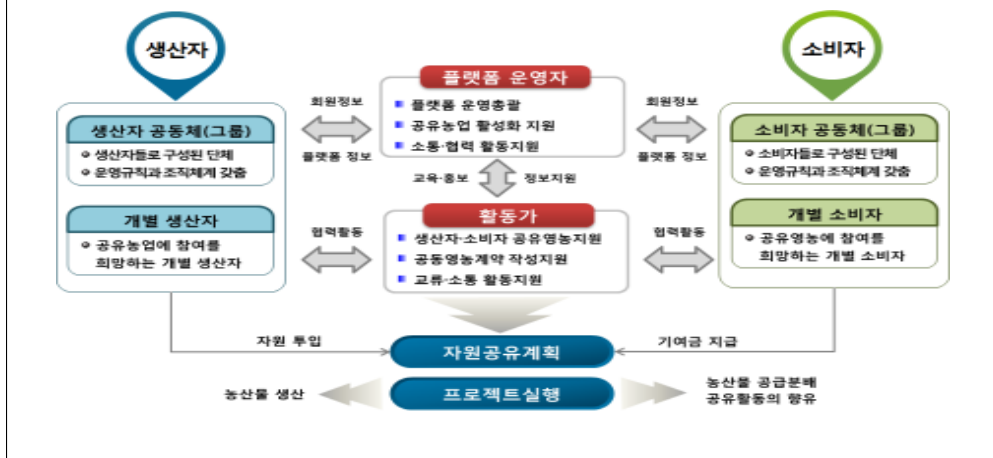 생산자
소비자
플랫폼 운영자
플랫폼 운영총괄
공유농업 활성화 지원
소통·협력 활동지원
회원정보
플랫폼 정보
회원정보
플랫폼 정보
생산자 공동체(그룹)
생산자들로 구성된 단체
운영규칙과 조직체계 갖춤
소비자 공동체(그룹)
소비자들로 구성된 단체
운영규칙과 조직체계 갖춤
교육·홍보
정보지원
개별 생산자
공유농업에 참여를
희망하는 개별 생산자
협력활동
활동가
생산자·소비자 공유영농지원
공동영농계약 작성지원
교류·소통 활동지원
협력활동
개별 소비자
공유영농에 참여를
희망하는 개별 소비자
자원 투입
자원공유계획
기여금 지급
농산물 생산
프로젝트실행
농산물 공급분배
공유활동의 향유